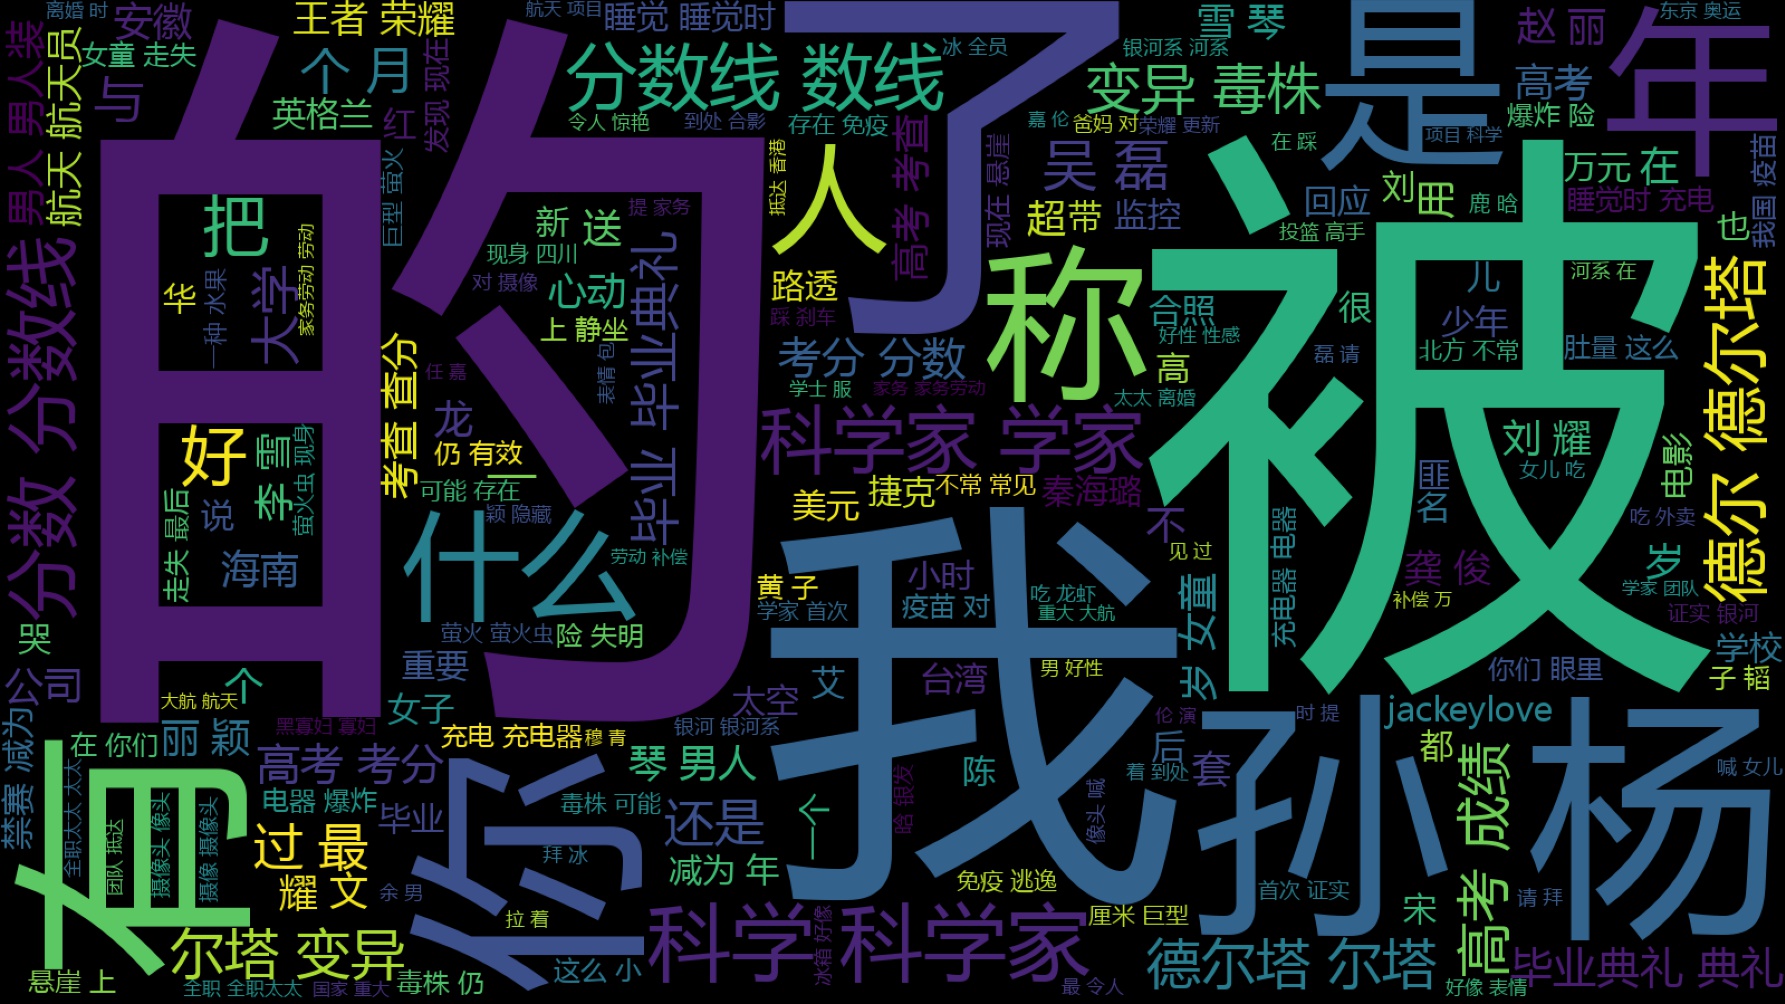 离婚 时
安徽
王者 荣耀
航天 项目
睡觉 睡觉时
了
雪 琴
是
赵 丽
东京 奥运
年
男人 男人装
航天 航天员
女童 走失
个 月
发现 现在
分数线 数线
冰 全员
银河系 河系
变异 毒株
高考
与
英格兰
红
令人 惊艳
到处 合影
存在 免疫
嘉 伦
爸妈 对
荣耀 更新
在 踩
项目 科学
爆炸 险
的
巨型 萤火
抵达 香港
人
高考 考查
现在 悬崖
吴 磊
被
万元 在
我国 疫苗
把
新 送
提 家务
超带 监控
回应
刘
用
鹿 晗
睡觉时 充电
也
家务劳动 劳动
现身 四川
毕业 毕业典礼
投篮 高手
分数 分数线
华
一种 水果
大学
对 摄像
心动
路透
称
儿
河系 在
德尔 德尔塔
上 静坐
踩 刹车
合照
很
少年
好性 性感
考查 查分
任 嘉
表情 包
考分 分数
高
磊 请
北方 不常
肚量 这么
学士 服
家务 家务劳动
太太 离婚
龙
科学家 学家
好
李 雪
萤火虫 现身
仍 有效
刘 耀
电影
女儿 吃
一
可能 存在
美元
捷克
不常 常见
秦海璐
匿名
走失 最后
说
颖 隐藏
不
充电器 电器
吃 外卖
什么
我
见 过
海南
劳动 补偿
黄 子
小时
吃 龙虾
岁 女童
龚 俊
岁
学家 团队
学家 首次
疫苗 对
重大 大航
补偿 万
证实 银河
哭
萤火 萤火虫
险 失明
学校
公司
个
重要
太空
艾
台湾
男 好性
你们 眼里
子 韬
大航 航天
女子
伦 演
孙 杨
时 提
jackeylove
禁赛 减为
黑寡妇 寡妇
充电 充电器
穆 青
银河 银河系
在 你们
丽 颖
后
都
有
高考 考分
你
琴 男人
陈
着 到处
套
高考 成绩
喊 女儿
全职太太 太太
团队 抵达
摄像头 像头
摄像 摄像头
电器 爆炸
毕业
毒株 可能
还是
一个
晗 银发
像头 喊
过 最
拜 冰
减为 年
耀 文
余 男
免疫 逃逸
首次 证实
请 拜
拉 着
科学 科学家
冰箱 好像
厘米 巨型
宋
尔塔 变异
德尔塔 尔塔
毕业典礼 典礼
悬崖 上
全职 全职太太
国家 重大
毒株 仍
这么 小
最 令人
好像 表情